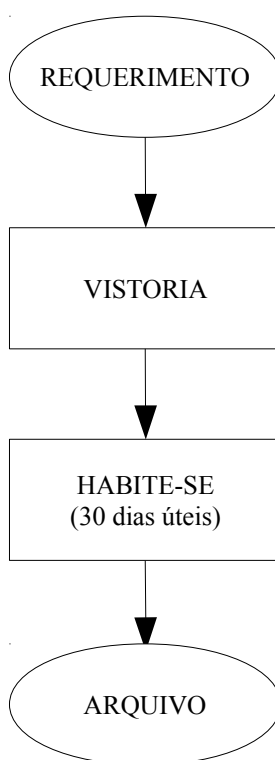 REQUERIMENTO
VISTORIA
HABITE-SE
(30 dias úteis)
ARQUIVO